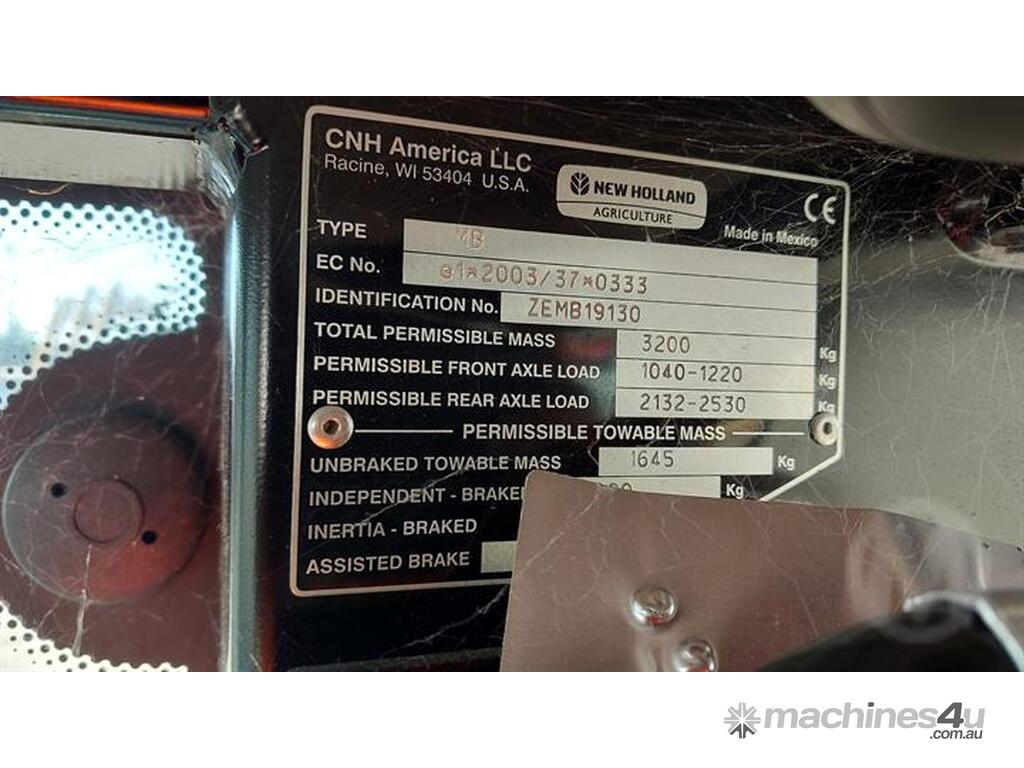 CNH America LLC
Racine, WI 53404 U.S.A.
NEW HOLLAND
AGRICULTURE
CE
Made in Mexico
TYPE MB
EC No. e1*2003/37*0333
IDENTIFICATION No. ZEMB19130
TOTAL PERMISSIBLE MASS 3200 Kg
PERMISSIBLE FRONT AXLE LOAD 1040-1220 Kg
PERMISSIBLE REAR AXLE LOAD 2132-2530 Kg
PERMISSIBLE TOWABLE MASS
UNBRAKED TOWABLE MASS 1645 Kg
INDEPENDENT - BRAKED Kg
INERTIA - BRAKED
ASSISTED BRAKE
machines4u
.com.au